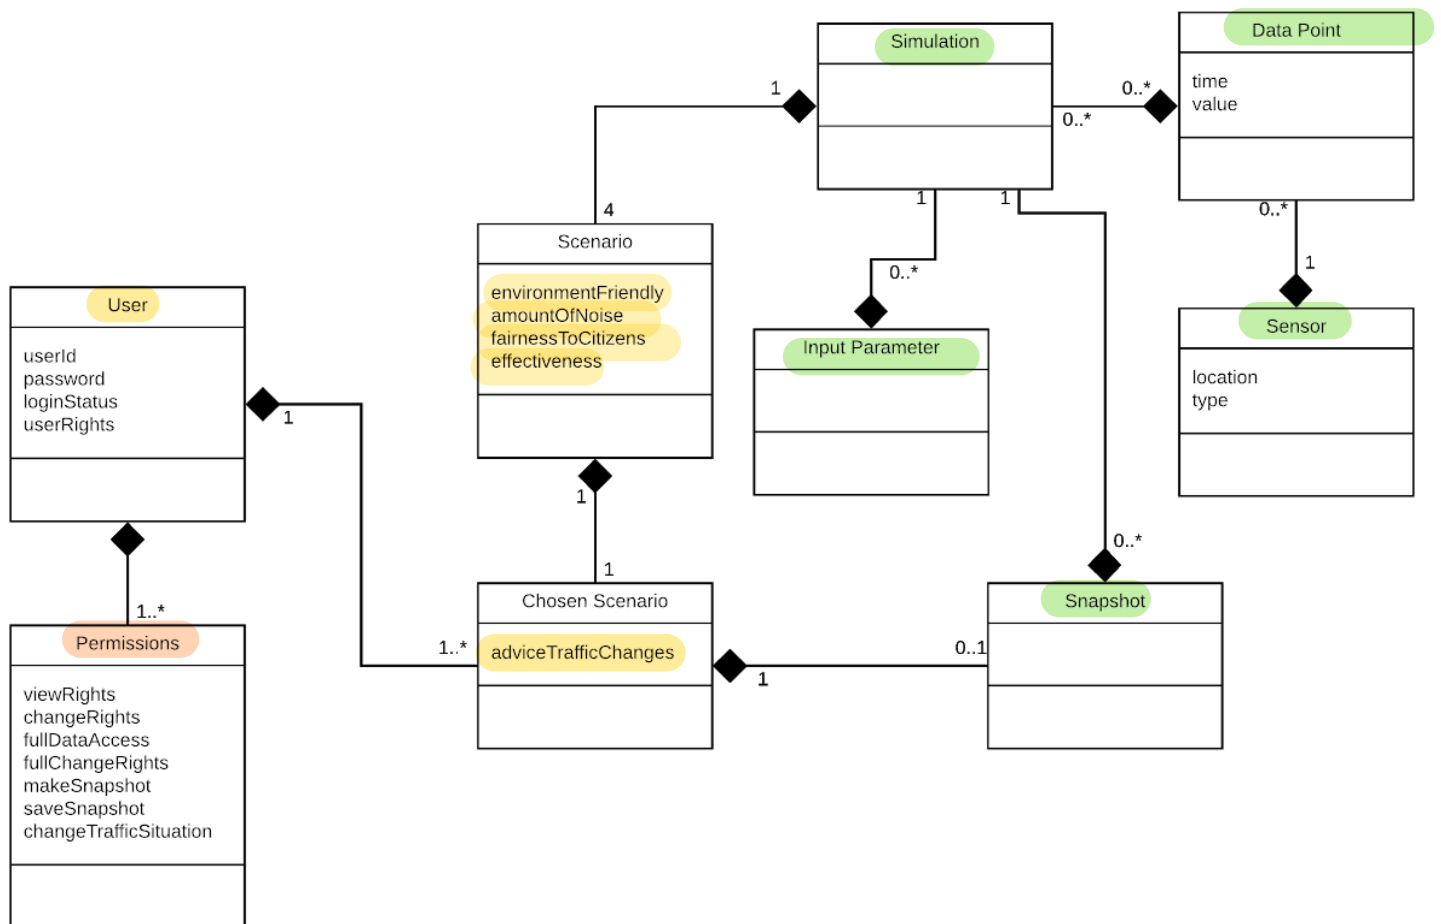 Simulation
Data Point
time
value
1
0..*
0..*
4
1
1
0..*
Scenario
environmentFriendly
amountOfNoise
fairnessToCitizens
effectiveness
0..*
1
Sensor
location
type
Input Parameter
User
userId
password
loginStatus
userRights
1
1
1
0..*
1..*
Permissions
viewRights
changeRights
fullDataAccess
fullChangeRights
makeSnapshot
saveSnapshot
changeTrafficSituation
1..*
Chosen Scenario
adviceTrafficChanges
1
0..1
Snapshot